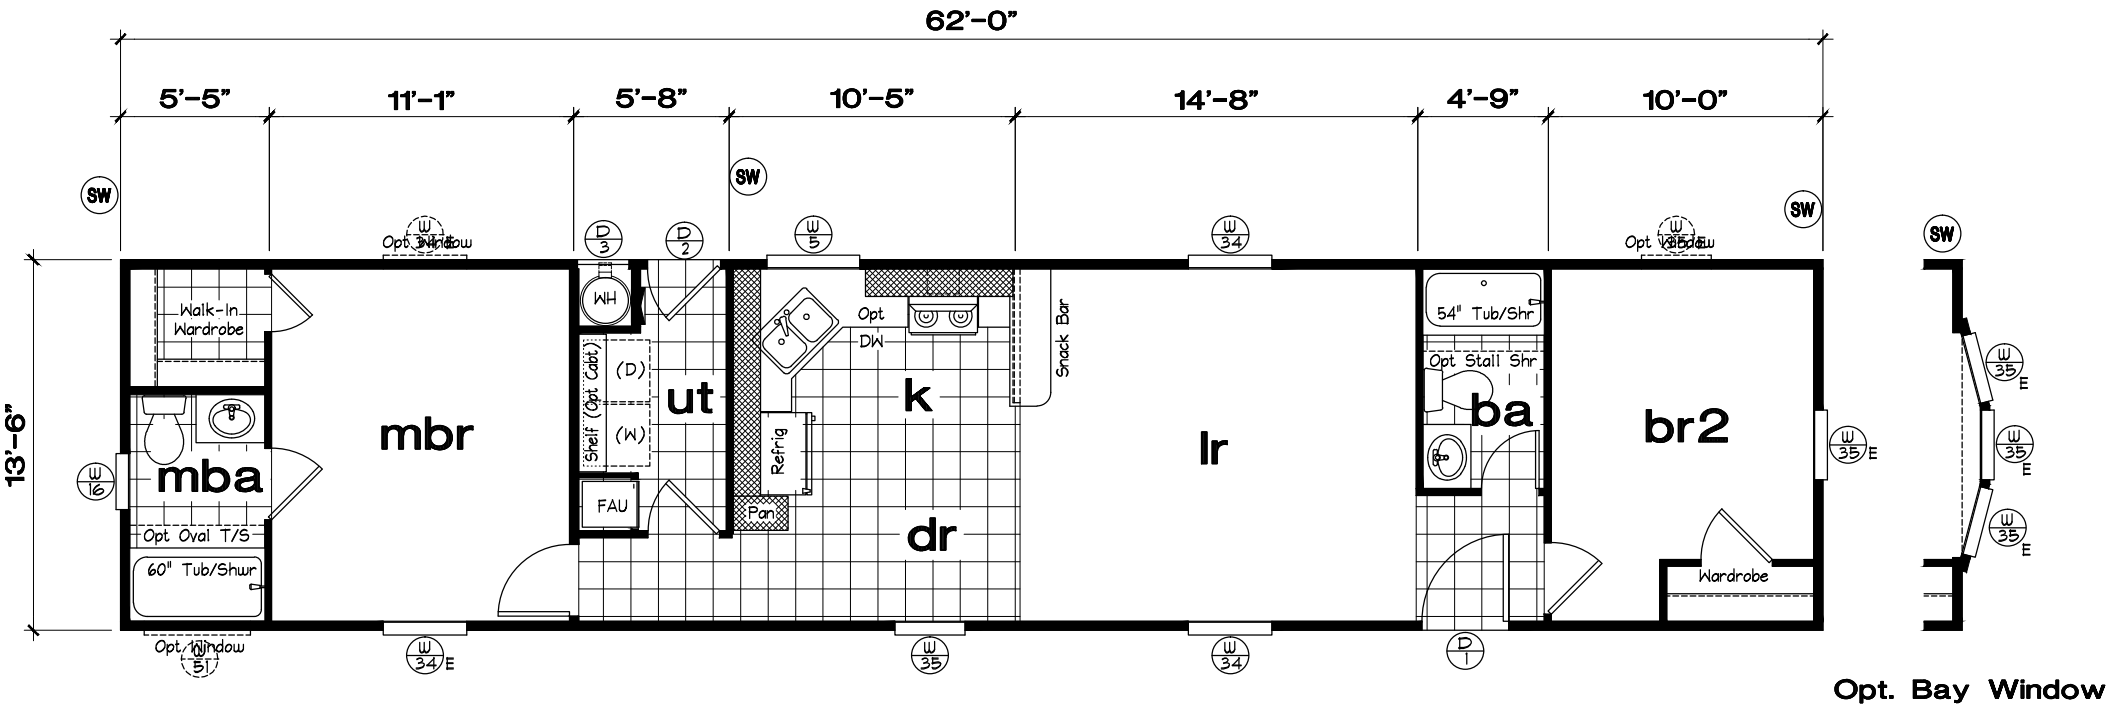 62'-0"
5'-5"
11'-1"
5'-8"
10'-5"
14'-8"
4'-9"
10'-0"
SW
SW
SW
SW
W
Opt Window
D
3
D
2
W
5
W
34
W
Opt Window
13'-6"
Walk-In
Wardrobe
WH
Shelf (Opt Cabt)
(D)
(W)
ut
FAU
Opt
DW
Refrig
Pan
k
Snack Bar
54" Tub/Shr
Opt Stall Shr
ba
mbr
mba
W
16
Opt Oval T/S
60" Tub/Shwr
dr
lr
br2
Wardrobe
W
35
E
W
35
E
W
35
E
W
35
E
Opt Window
W
51
W
34
E
W
35
W
34
D
1
Opt. Bay Window